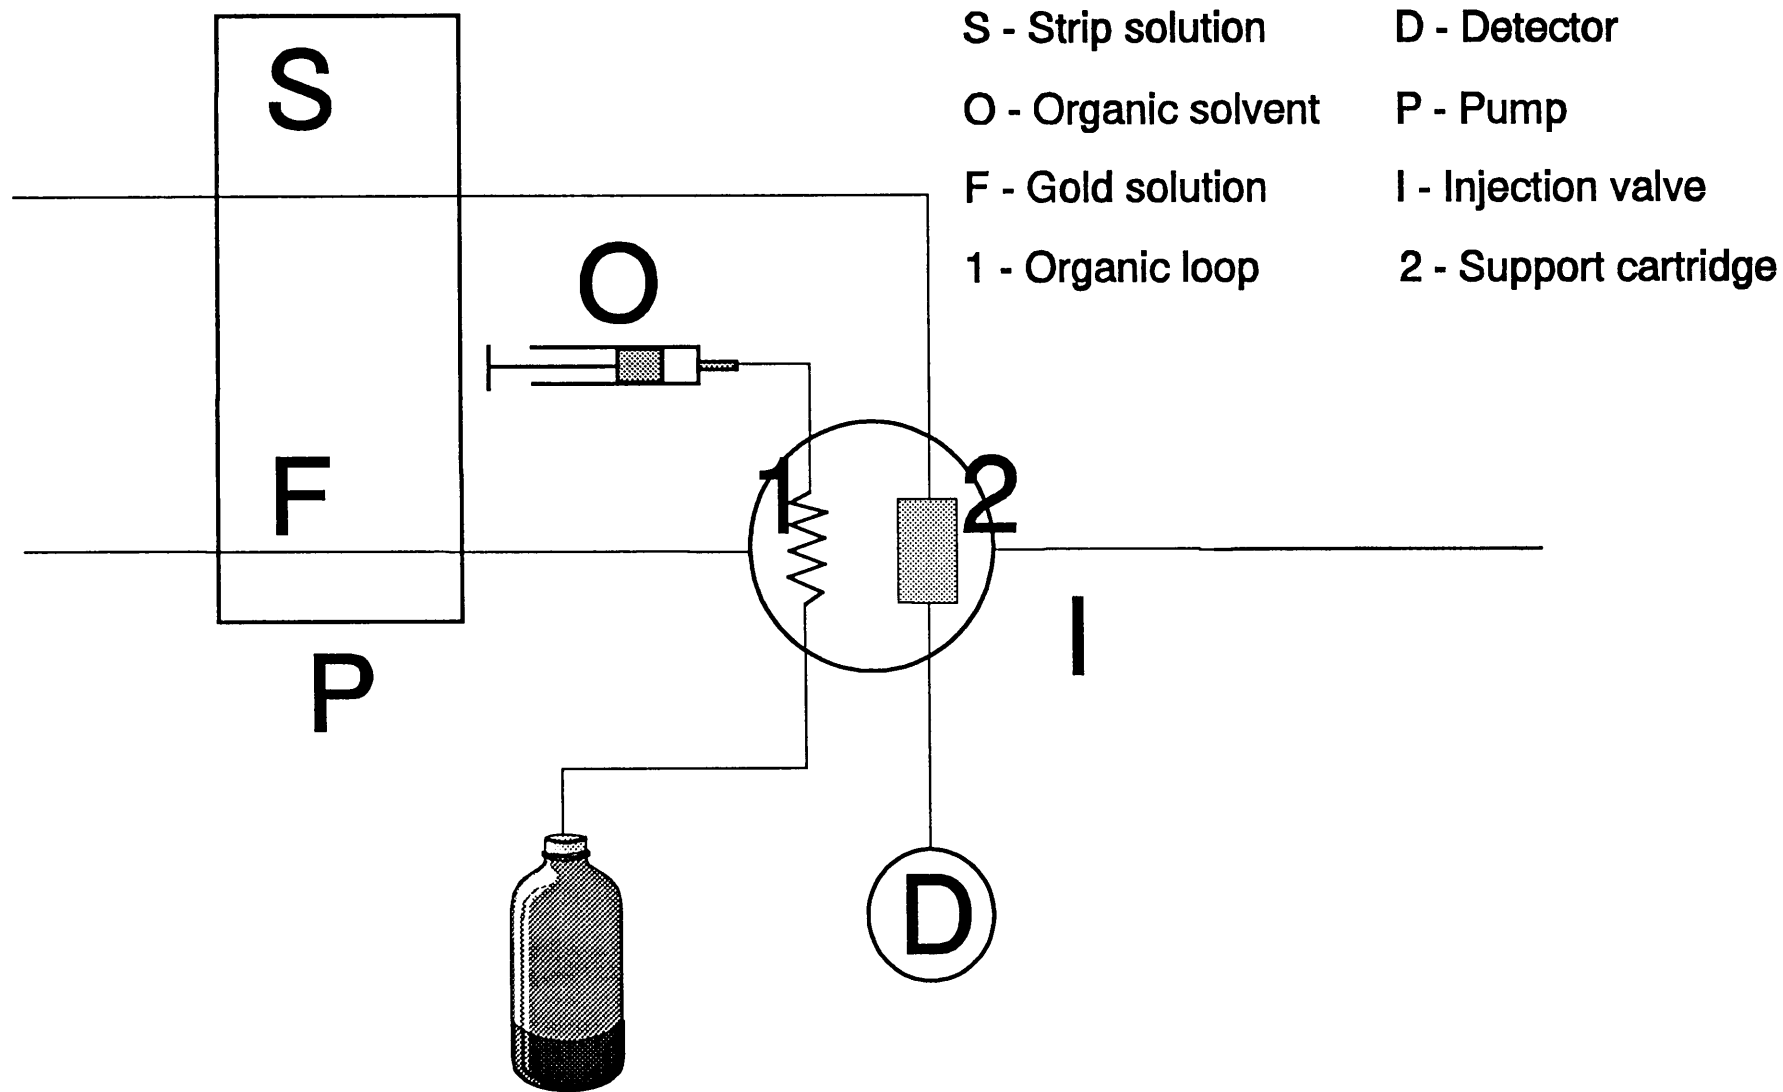 S - Strip solution D - Detector
O - Organic solvent P - Pump
F - Gold solution I - Injection valve
1 - Organic loop 2 - Support cartridge
S
O
F
1 2
I
P
D